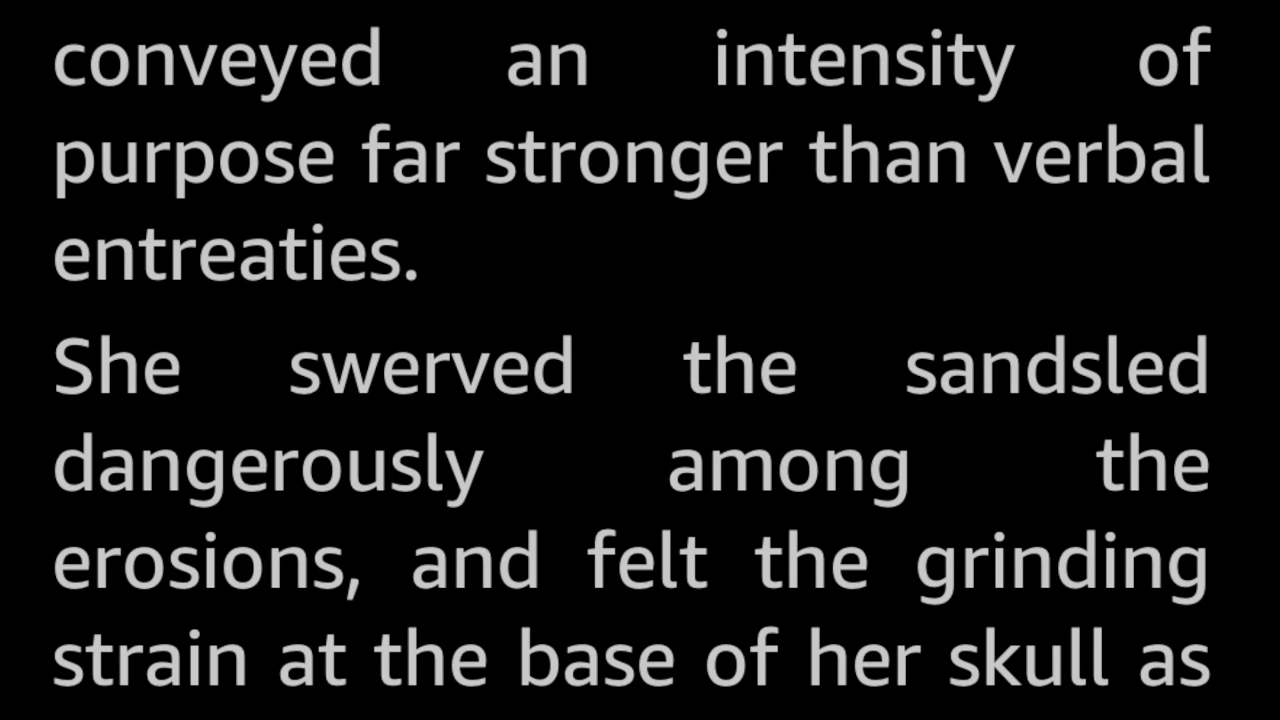 conveyed an intensity of
purpose far stronger than verbal
entreaties.
She swerved the sandsled
dangerously among the
erosions, and felt the grinding
strain at the base of her skull as